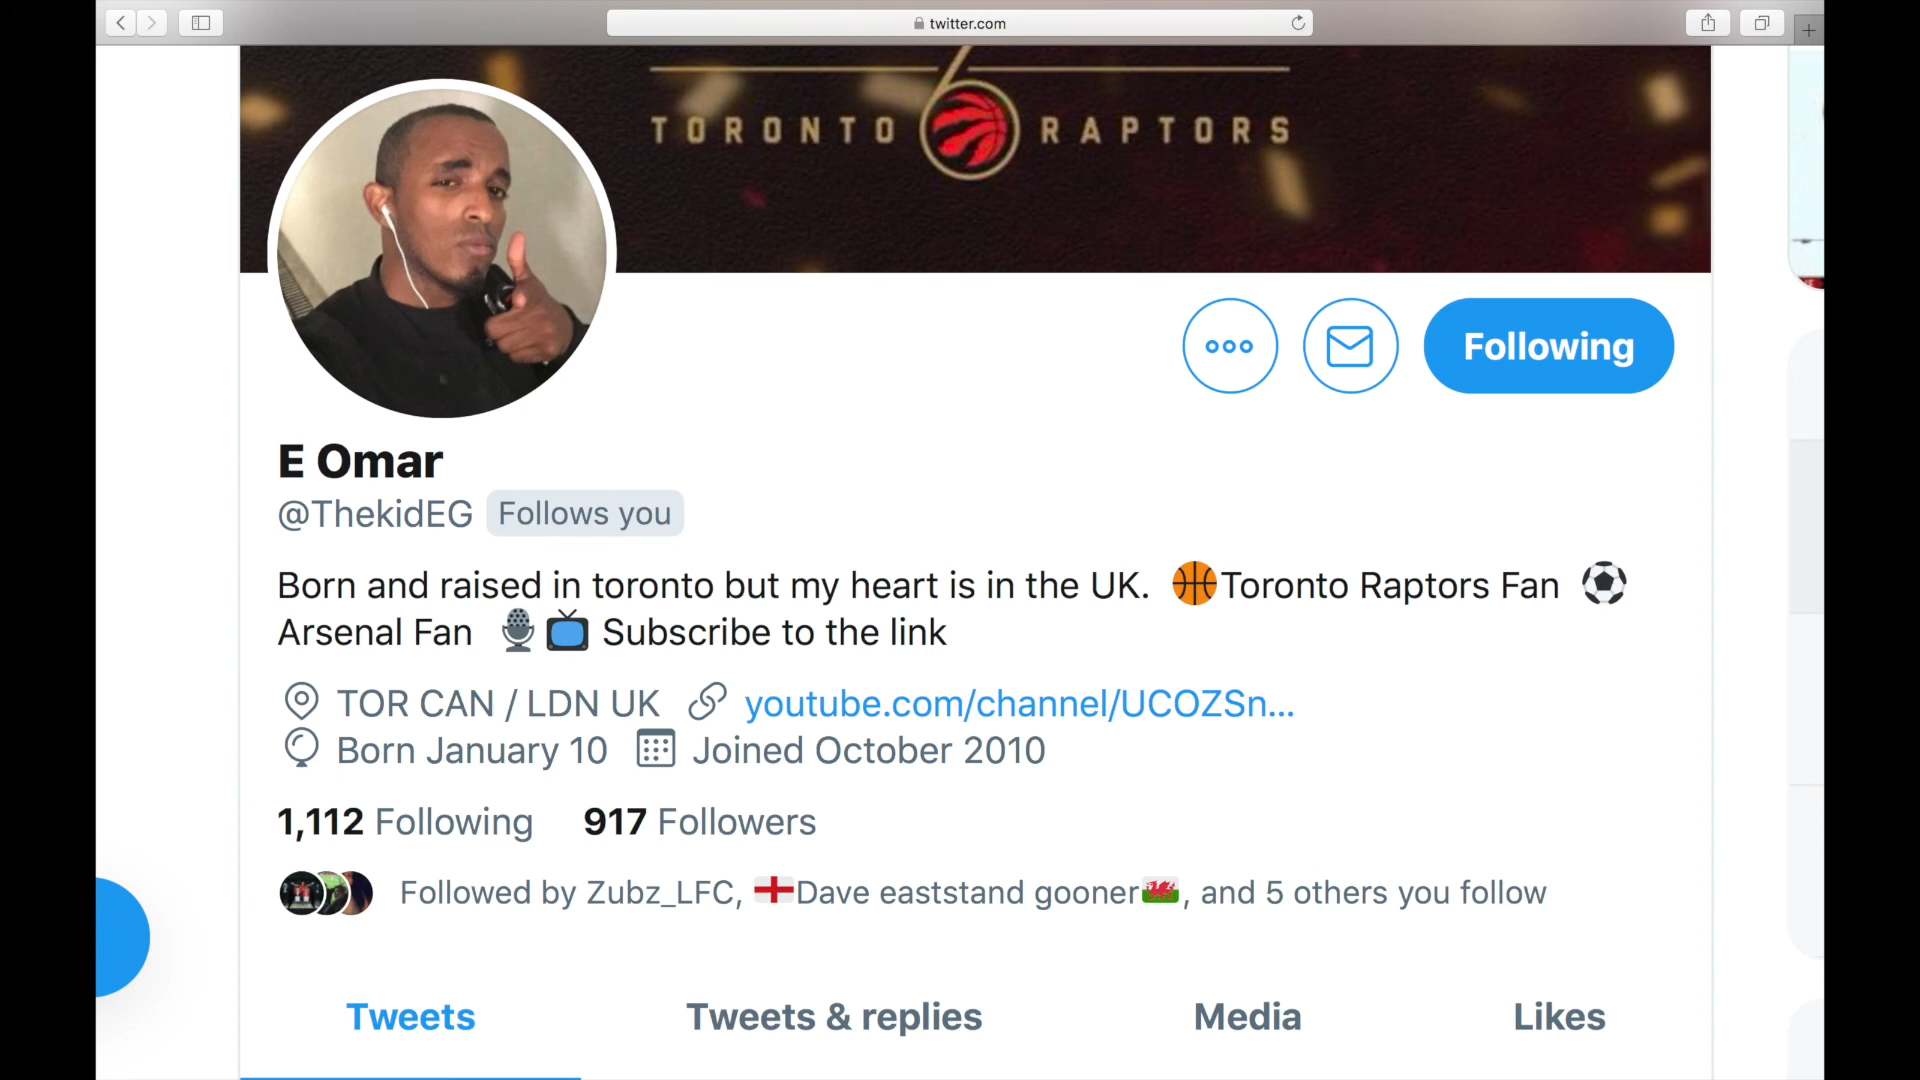 twitter.com
TORONTO RAPTORS
Following
E Omar
@ThekidEG Follows you
Born and raised in toronto but my heart is in the UK. 🏀Toronto Raptors Fan ⚽
Arsenal Fan 🎙📺 Subscribe to the link
TOR CAN / LDN UK youtube.com/channel/UCOZSn...
Born January 10 Joined October 2010
1,112 Following 917 Followers
Followed by Zubz_LFC, 🏴󠁧󠁢󠁥󠁮󠁧󠁿Dave eaststand gooner🏴󠁧󠁢󠁷󠁬󠁳󠁿, and 5 others you follow
Tweets Tweets & replies Media Likes